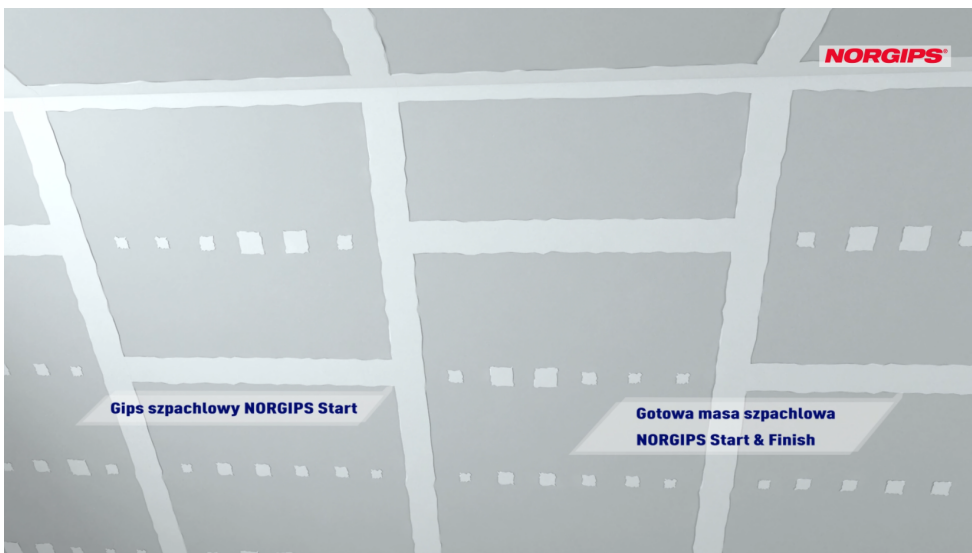 NORGIPS®
Gips szpachlowy NORGIPS Start
Gotowa masa szpachlowa
NORGIPS Start & Finish